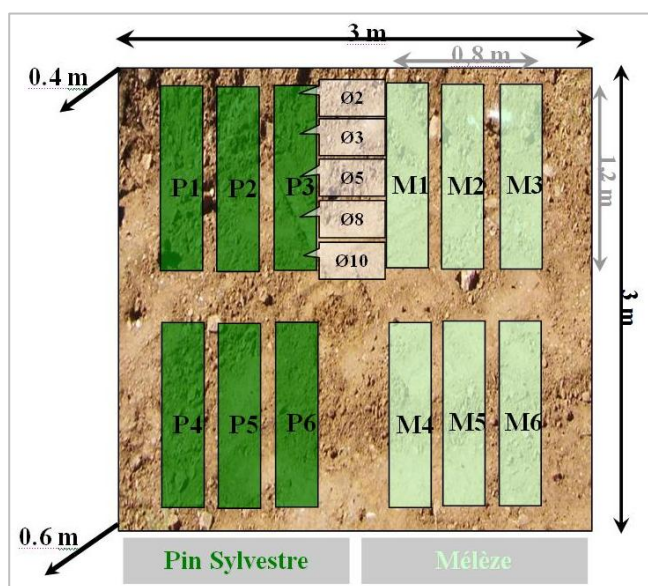 3 m
0.8 m
0.4 m
Ø2
Ø3
Ø5
Ø8
Ø10
P1 P2 P3 M1 M2 M3
1.2 m
3 m
P4 P5 P6 M4 M5 M6
0.6 m
Pin Sylvestre Mélèze